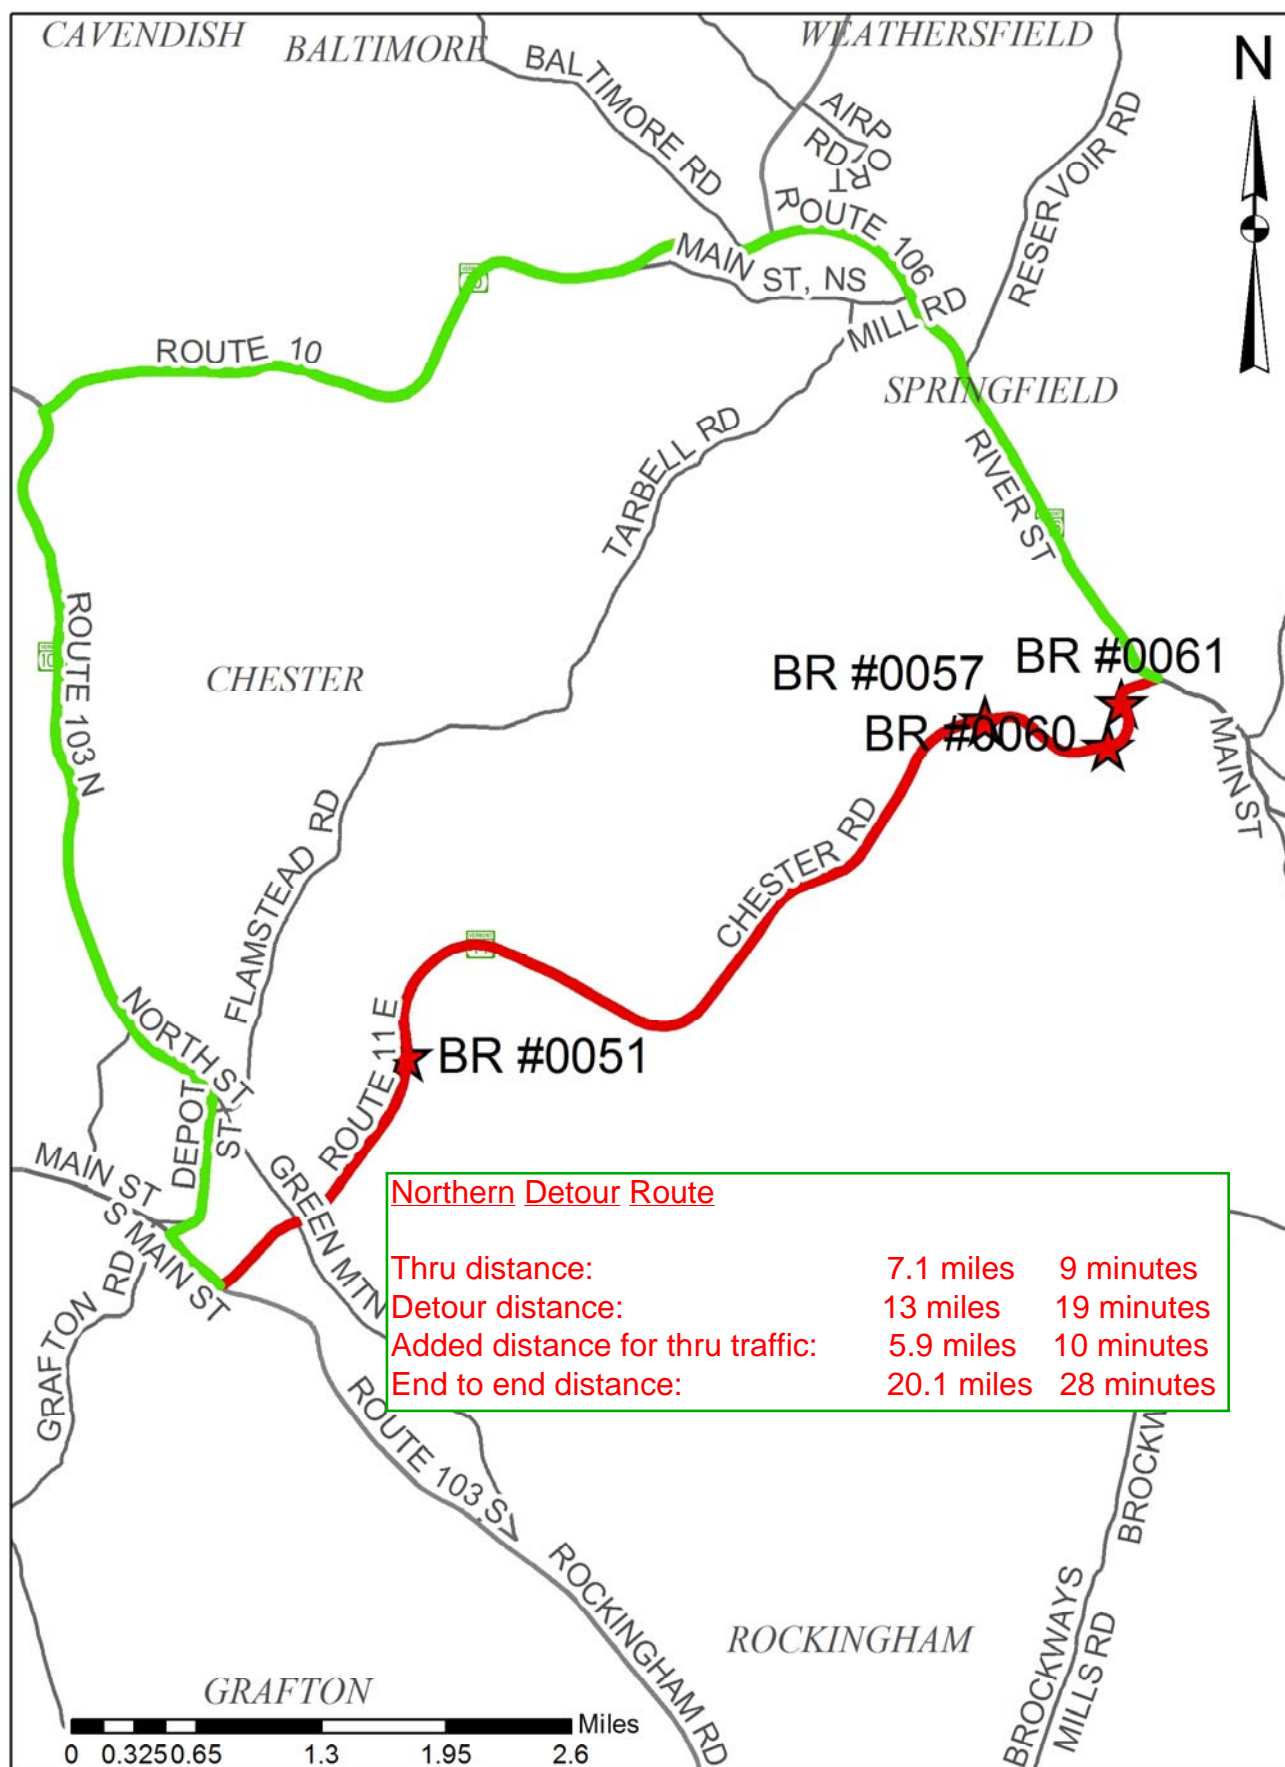 CAVENDISH
BALTIMORE
WEATHERSFIELD
N
BALTIMORE RD
AIRPORT
RD
RESERVOIR RD
ROUTE 106
MAIN ST, NS
MILL RD
ROUTE 10
SPRINGFIELD
TARBELL RD
RIVER ST
ROUTE 103 N
CHESTER
BR #0057
BR #0061
BR #0060
MAIN ST
CHESTER RD
FLAMSTEAD RD
VERMONT
NORTH ST
ROUTE 11 E
BR #0051
DEPOT
ST
MAIN ST
S MAIN ST
GREEN MTN
GRAFTON RD
Northern Detour Route
Thru distance: 7.1 miles 9 minutes
Detour distance: 13 miles 19 minutes
Added distance for thru traffic: 5.9 miles 10 minutes
End to end distance: 20.1 miles 28 minutes
ROUTE 103 S
ROCKINGHAM RD
BROCKWAYS
MILLS RD
ROCKINGHAM
GRAFTON
Miles
0 0.325 0.65 1.3 1.95 2.6